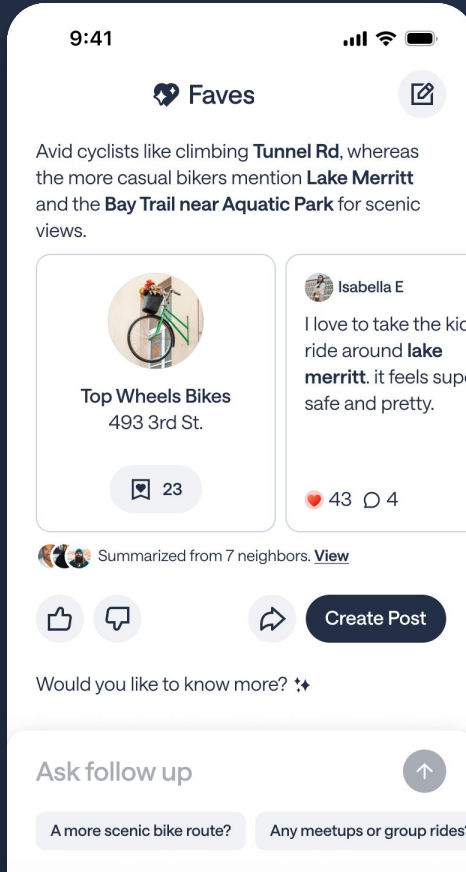 9:41
Faves
Avid cyclists like climbing Tunnel Rd, whereas
the more casual bikers mention Lake Merritt
and the Bay Trail near Aquatic Park for scenic
views.
Top Wheels Bikes
493 3rd St.
23
Isabella E
I love to take the
ride around lake
merritt. it feels
safe and pretty.
43 4
Summarized from 7 neighbors. View
Create Post
Would you like to know more?
Ask follow up
A more scenic bike route?
Any meetups or group rides?